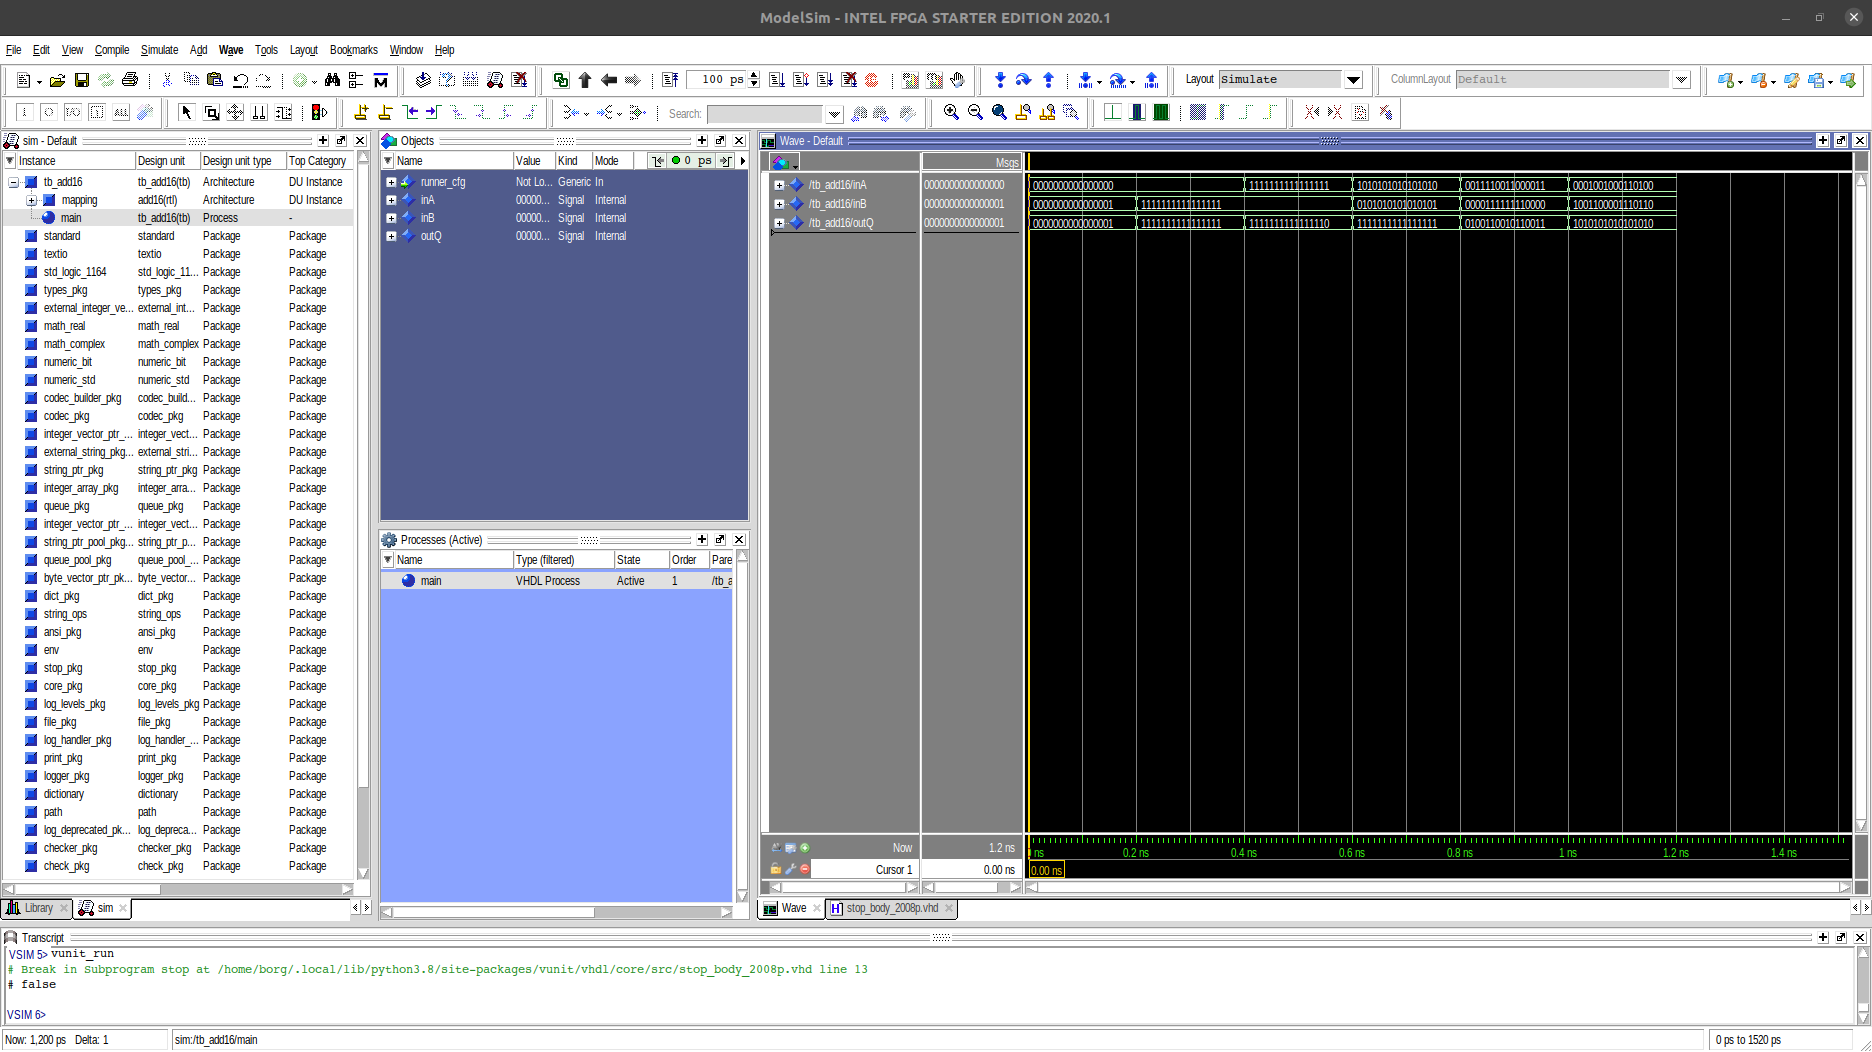 ModelSim - INTEL FPGA STARTER EDITION 2020.1
File Edit View Compile Simulate Add Wave Tools Layout Bookmarks Window Help
100 ps
Layout Simulate
ColumnLayout Default
Search:
sim - Default
Instance Design unit Design unit type Top Category
tb_add16 tb_add16(tb) Architecture DU Instance
mapping add16(rtl) Architecture DU Instance
main tb_add16(tb) Process -
standard standard Package Package
textio textio Package Package
std_logic_1164 std_logic_11... Package Package
types_pkg types_pkg Package Package
external_integer_ve... external_int... Package Package
math_real math_real Package Package
math_complex math_complex Package Package
numeric_bit numeric_bit Package Package
numeric_std numeric_std Package Package
codec_builder_pkg codec_build... Package Package
codec_pkg codec_pkg Package Package
integer_vector_ptr_... integer_vect... Package Package
external_string_pkg... external_stri... Package Package
string_ptr_pkg string_ptr_pkg Package Package
integer_array_pkg integer_arra... Package Package
queue_pkg queue_pkg Package Package
integer_vector_ptr_... integer_vect... Package Package
string_ptr_pool_pkg... string_ptr_p... Package Package
queue_pool_pkg queue_pool_... Package Package
byte_vector_ptr_pk... byte_vector... Package Package
dict_pkg dict_pkg Package Package
string_ops string_ops Package Package
ansi_pkg ansi_pkg Package Package
env env Package Package
stop_pkg stop_pkg Package Package
core_pkg core_pkg Package Package
log_levels_pkg log_levels_pkg Package Package
file_pkg file_pkg Package Package
log_handler_pkg log_handler_... Package Package
print_pkg print_pkg Package Package
logger_pkg logger_pkg Package Package
dictionary dictionary Package Package
path path Package Package
log_deprecated_pk... log_depreca... Package Package
checker_pkg checker_pkg Package Package
check_pkg check_pkg Package Package
Library sim
Objects
Name Value Kind Mode 0 ps
runner_cfg Not Lo... Generic In
inA 00000... Signal Internal
inB 00000... Signal Internal
outQ 00000... Signal Internal
Processes (Active)
Name Type (filtered) State Order Pare
main VHDL Process Active 1 /tb_a
Wave - Default
Msgs
/tb_add16/inA 0000000000000000 0000000000000000 1111111111111111 1010101010101010 0011110011000011 0001001000110100
/tb_add16/inB 0000000000000001 0000000000000001 1111111111111111 0101010101010101 0000111111110000 1001100001110110
/tb_add16/outQ 0000000000000001 0000000000000001 1111111111111111 1111111111111110 1111111111111111 0100110010110011 1010101010101010
Now 1.2 ns
ns 0.2 ns 0.4 ns 0.6 ns 0.8 ns 1 ns 1.2 ns 1.4 ns
Cursor 1 0.00 ns 0.00 ns
Wave stop_body_2008p.vhd
Transcript
VSIM 5> vunit_run
# Break in Subprogram stop at /home/borg/.local/lib/python3.8/site-packages/vunit/vhdl/core/src/stop_body_2008p.vhd line 13
# false
VSIM 6>
Now: 1,200 ps Delta: 1 sim:/tb_add16/main 0 ps to 1520 ps